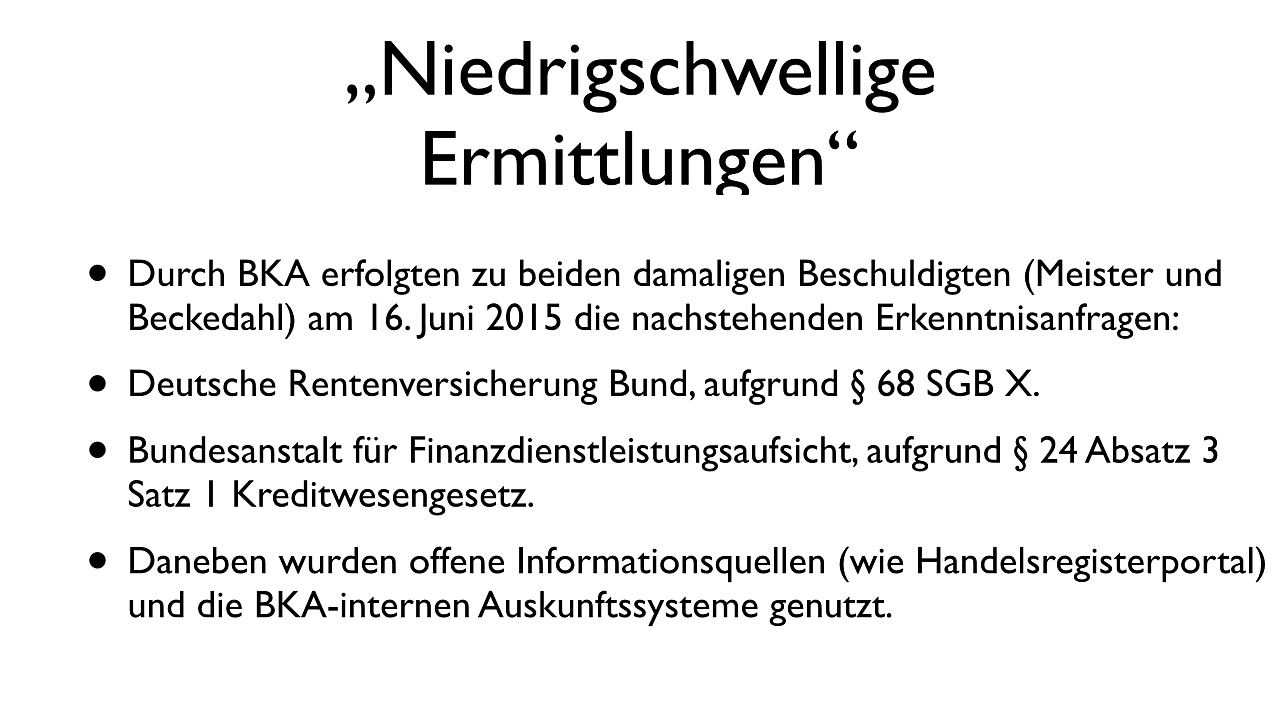 „Niedrigschwellige
Ermittlungen“
• Durch BKA erfolgten zu beiden damaligen Beschuldigten (Meister und
Beckedahl) am 16. Juni 2015 die nachstehenden Erkenntnisanfragen:
• Deutsche Rentenversicherung Bund, aufgrund § 68 SGB X.
• Bundesanstalt für Finanzdienstleistungsaufsicht, aufgrund § 24 Absatz 3
Satz 1 Kreditwesengesetz.
• Daneben wurden offene Informationsquellen (wie Handelsregisterportal)
und die BKA-internen Auskunftssysteme genutzt.